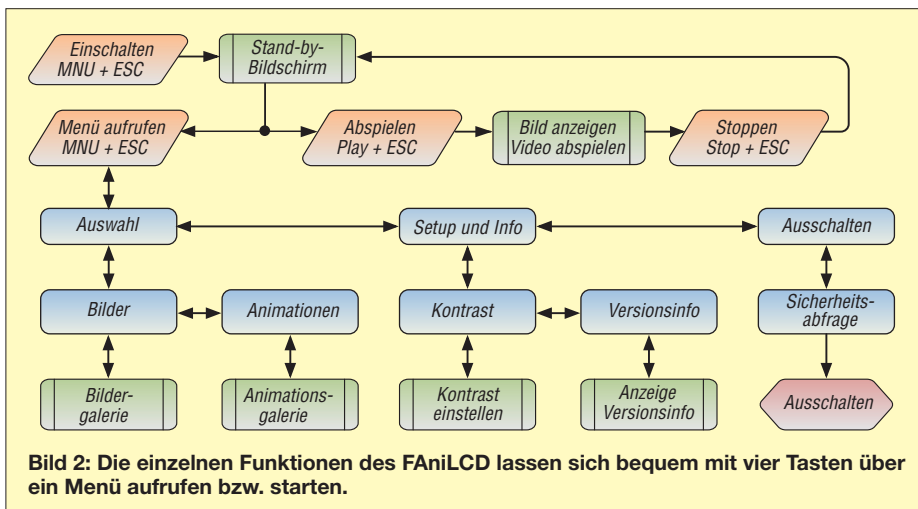 Einschalten
MNU + ESC
Stand-by-
Bildschirm
Menü aufrufen
MNU + ESC
Abspielen
Play + ESC
Bild anzeigen
Video abspielen
Stoppen
Stop + ESC
Auswahl
Setup und Info
Ausschalten
Bilder
Animationen
Kontrast
Versionsinfo
Sicherheits-
abfrage
Bilder-
galerie
Animations-
galerie
Kontrast
einstellen
Anzeige
Versionsinfo
Ausschalten
Bild 2: Die einzelnen Funktionen des FAniLCD lassen sich bequem mit vier Tasten über
ein Menü aufrufen bzw. starten.